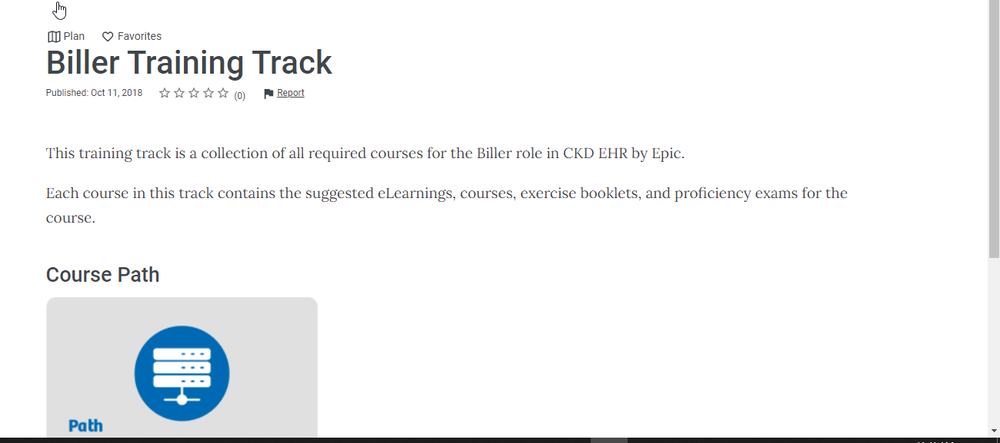 Plan Favorites
Biller Training Track
Published: Oct 11, 2018 (0) Report
This training track is a collection of all required courses for the Biller role in CKD EHR by Epic.
Each course in this track contains the suggested eLearnings, courses, exercise booklets, and proficiency exams for the
course.
Course Path
Path